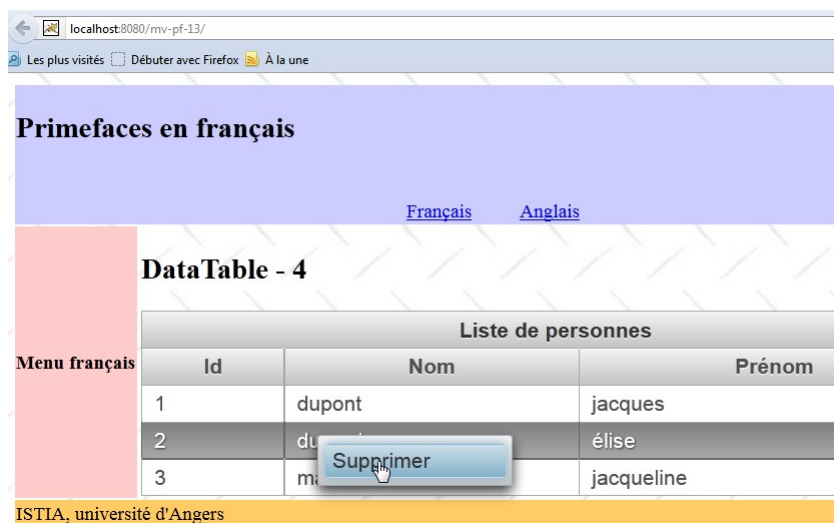 localhost:8080/mv-pf-13/
Les plus visités Débuter avec Firefox À la une
Primefaces en français
Français Anglais
DataTable - 4
Liste de personnes
Menu français Id Nom Prénom
1 dupont jacques
2 élise
Supprimer
3 jacqueline
ISTIA, université d'Angers